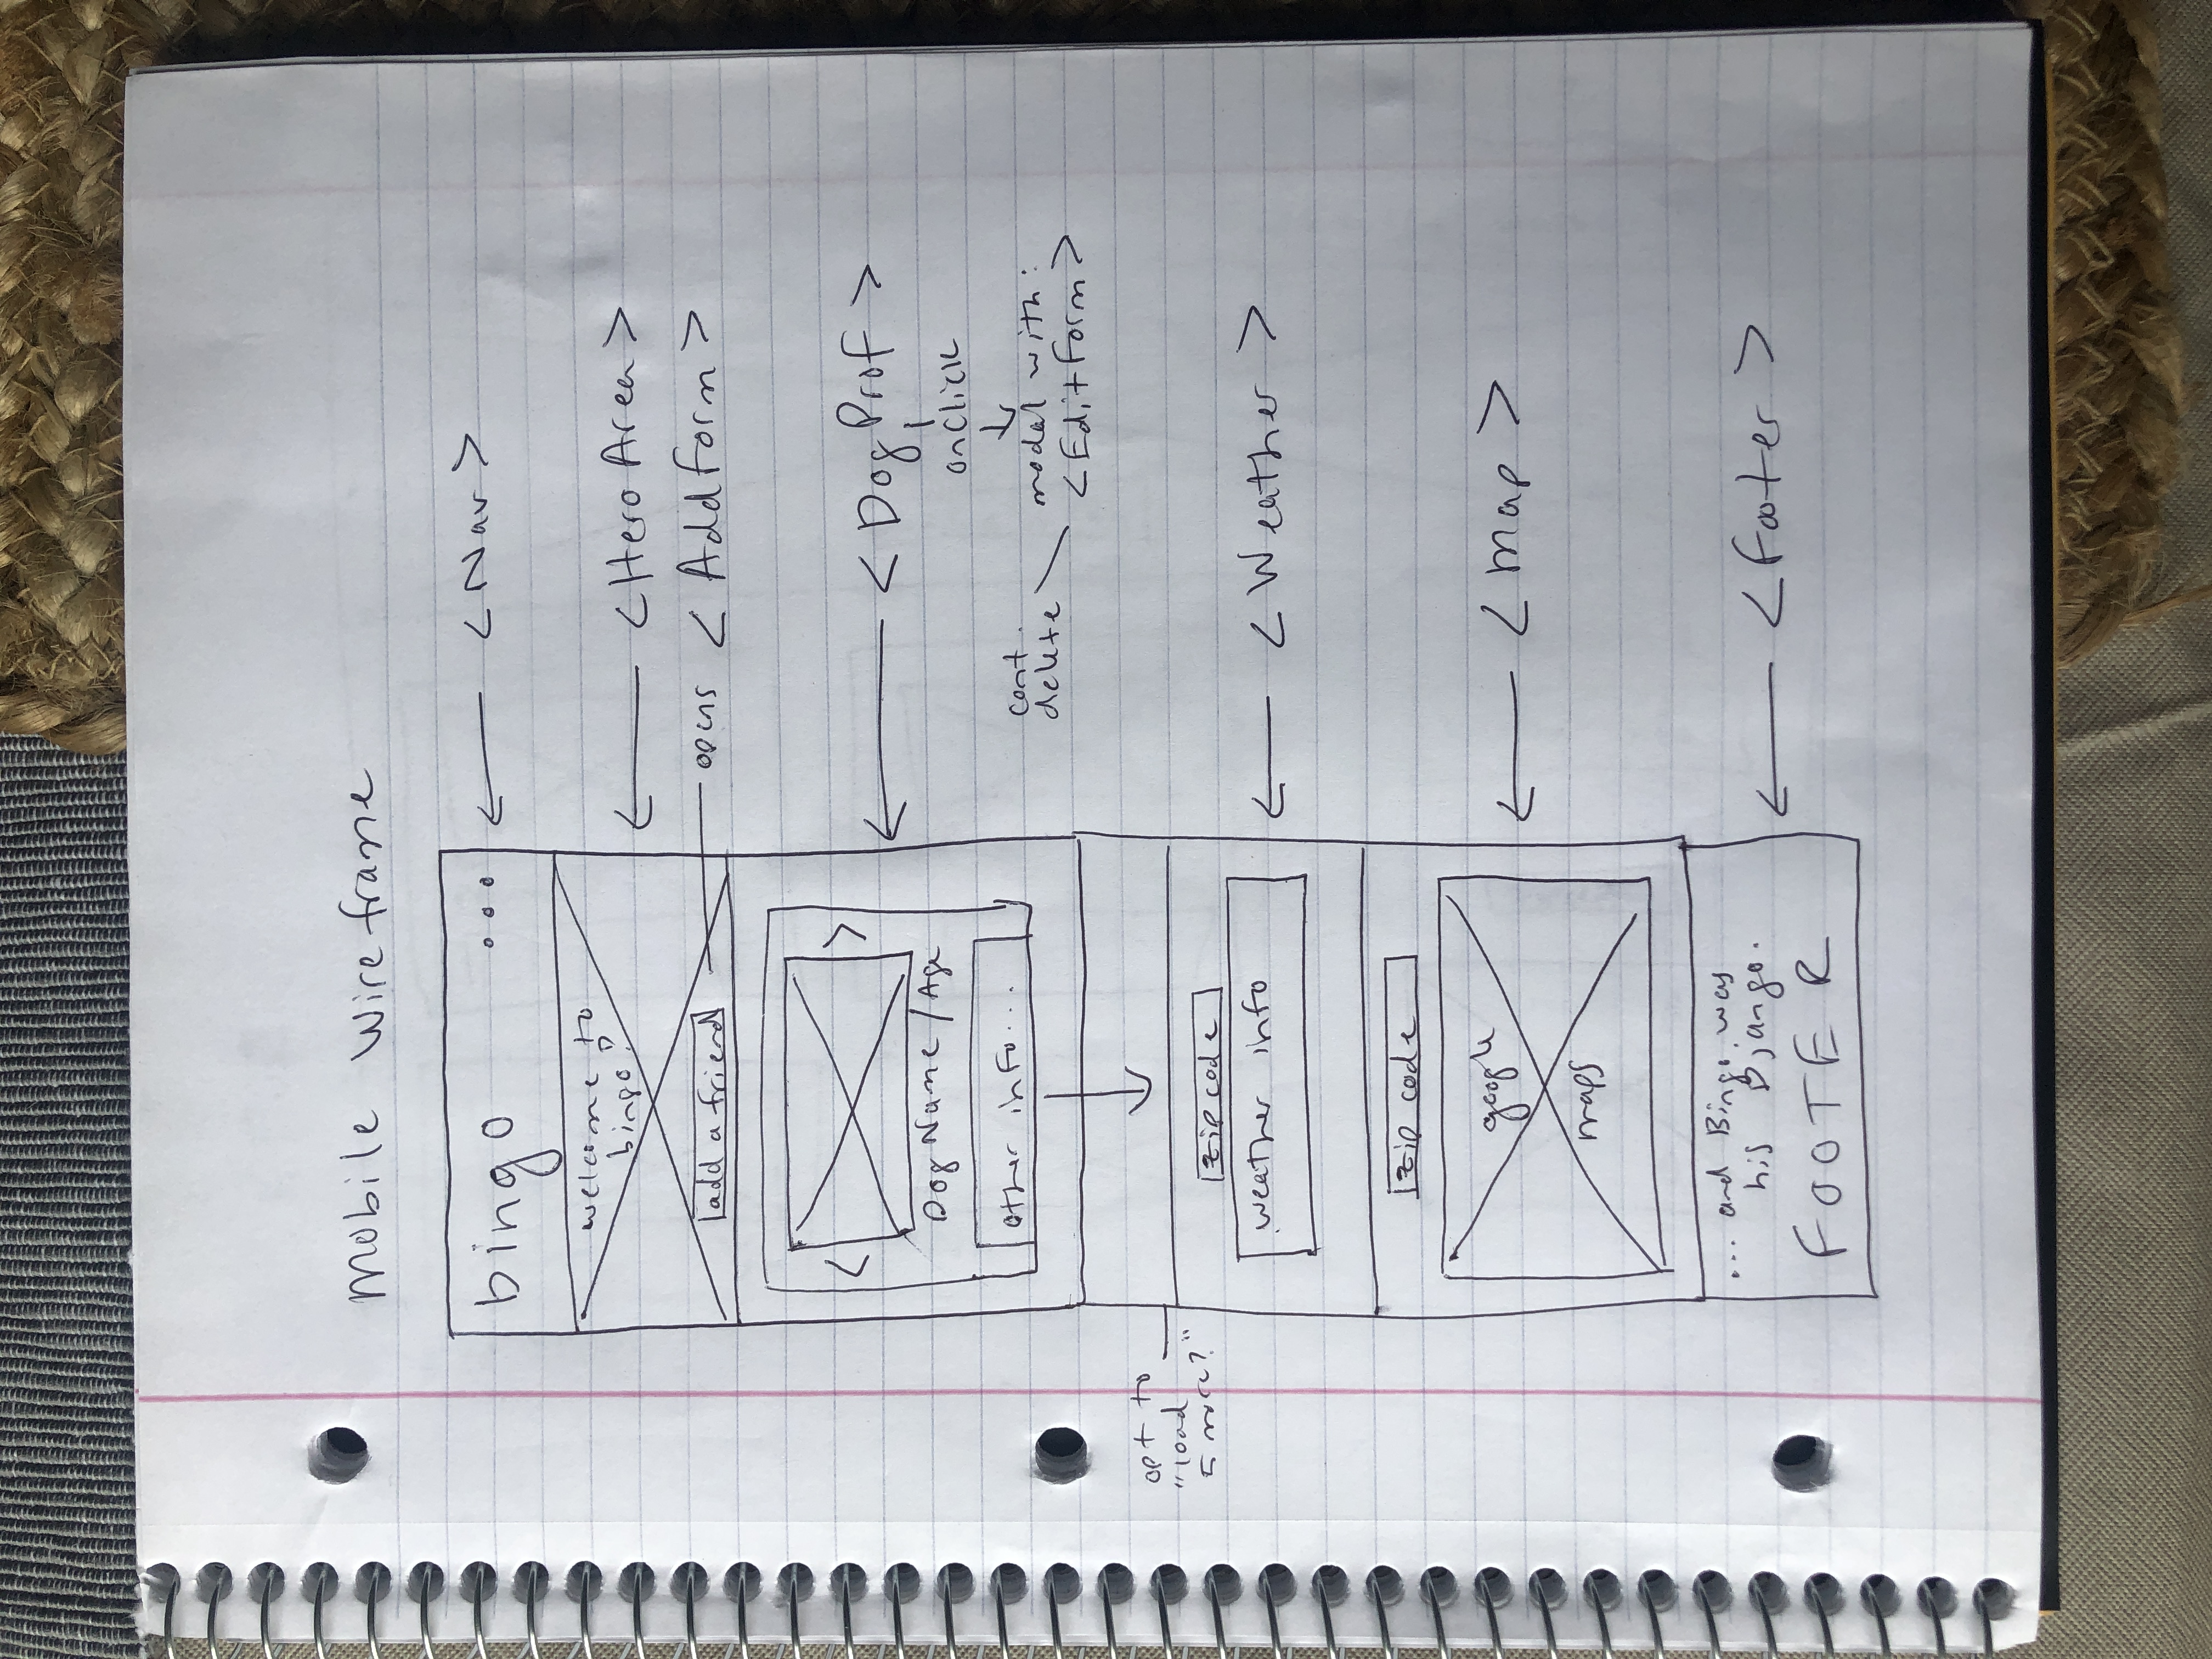 Mobile Wireframe
bingo ...
< Nav >
welcome to
bingo!
< Hero Area >
add a friend
opens < AddForm >
< >
< DogProf >
Dog Name / Age
onClick
other info...
cont.
delete
modal with:
< EditForm >
opt to
"load
5 more?"
zip code
weather info
< Weather >
zip code
google
maps
< Map >
... and Bingo was
his Django.
FOOTER
< Footer >